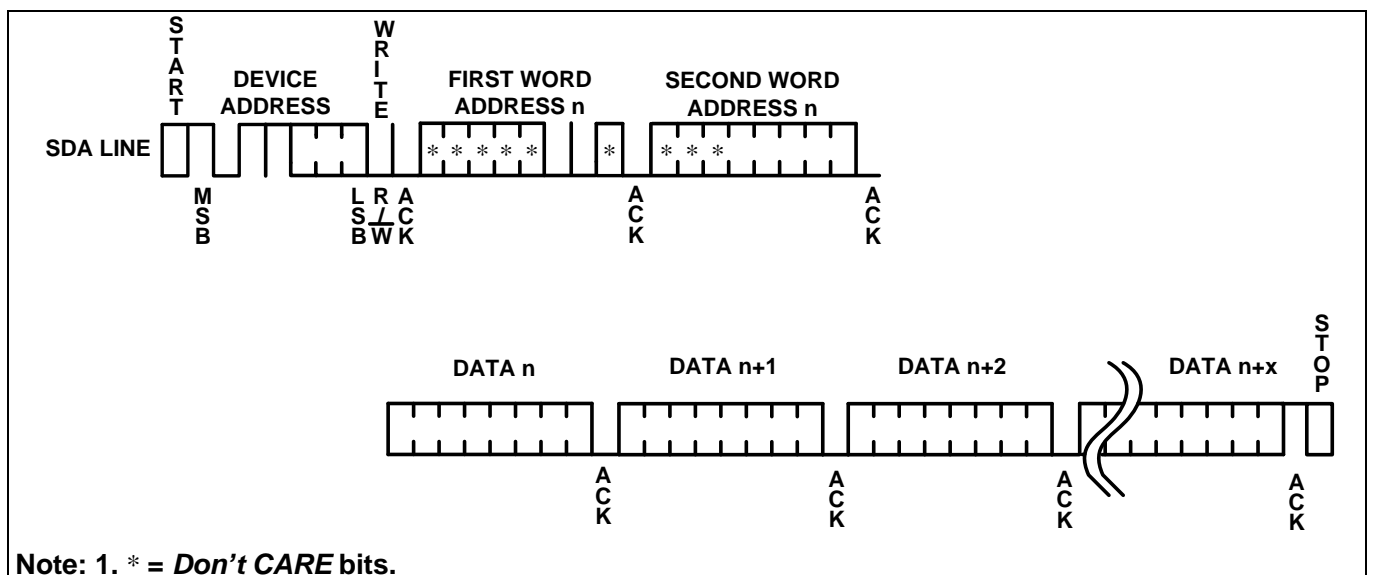 START
WRITE
DEVICE
ADDRESS
FIRST WORD
ADDRESS n
SECOND WORD
ADDRESS n
SDA LINE
* * * * *
*
* * *
MSB
LSB
R/W
ACK
ACK
ACK
STOP
DATA n
DATA n+1
DATA n+2
DATA n+x
ACK
ACK
ACK
ACK
Note: 1. * = Don't CARE bits.